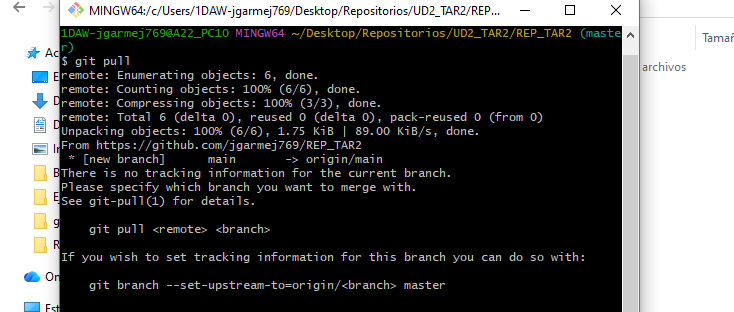 MINGW64:/c/Users/1DAW-jgarmej769/Desktop/Repositorios/UD2_TAR2/REP_...
1DAW-jgarmej769@A22_PC10 MINGW64 ~/Desktop/Repositorios/UD2_TAR2/REP_TAR2 (maste
r)
$ git pull
remote: Enumerating objects: 6, done.
remote: Counting objects: 100% (6/6), done.
remote: Compressing objects: 100% (3/3), done.
remote: Total 6 (delta 0), reused 0 (delta 0), pack-reused 0 (from 0)
Unpacking objects: 100% (6/6), 1.75 KiB | 89.00 KiB/s, done.
From https://github.com/jgarmej769/REP_TAR2
 * [new branch]      main       -> origin/main
There is no tracking information for the current branch.
Please specify which branch you want to merge with.
See git-pull(1) for details.
    git pull <remote> <branch>
If you wish to set tracking information for this branch you can do so with:
    git branch --set-upstream-to=origin/<branch> master
Acc
E
D
D
In
B
E
g
R
On
Este
Tamañ
archivos